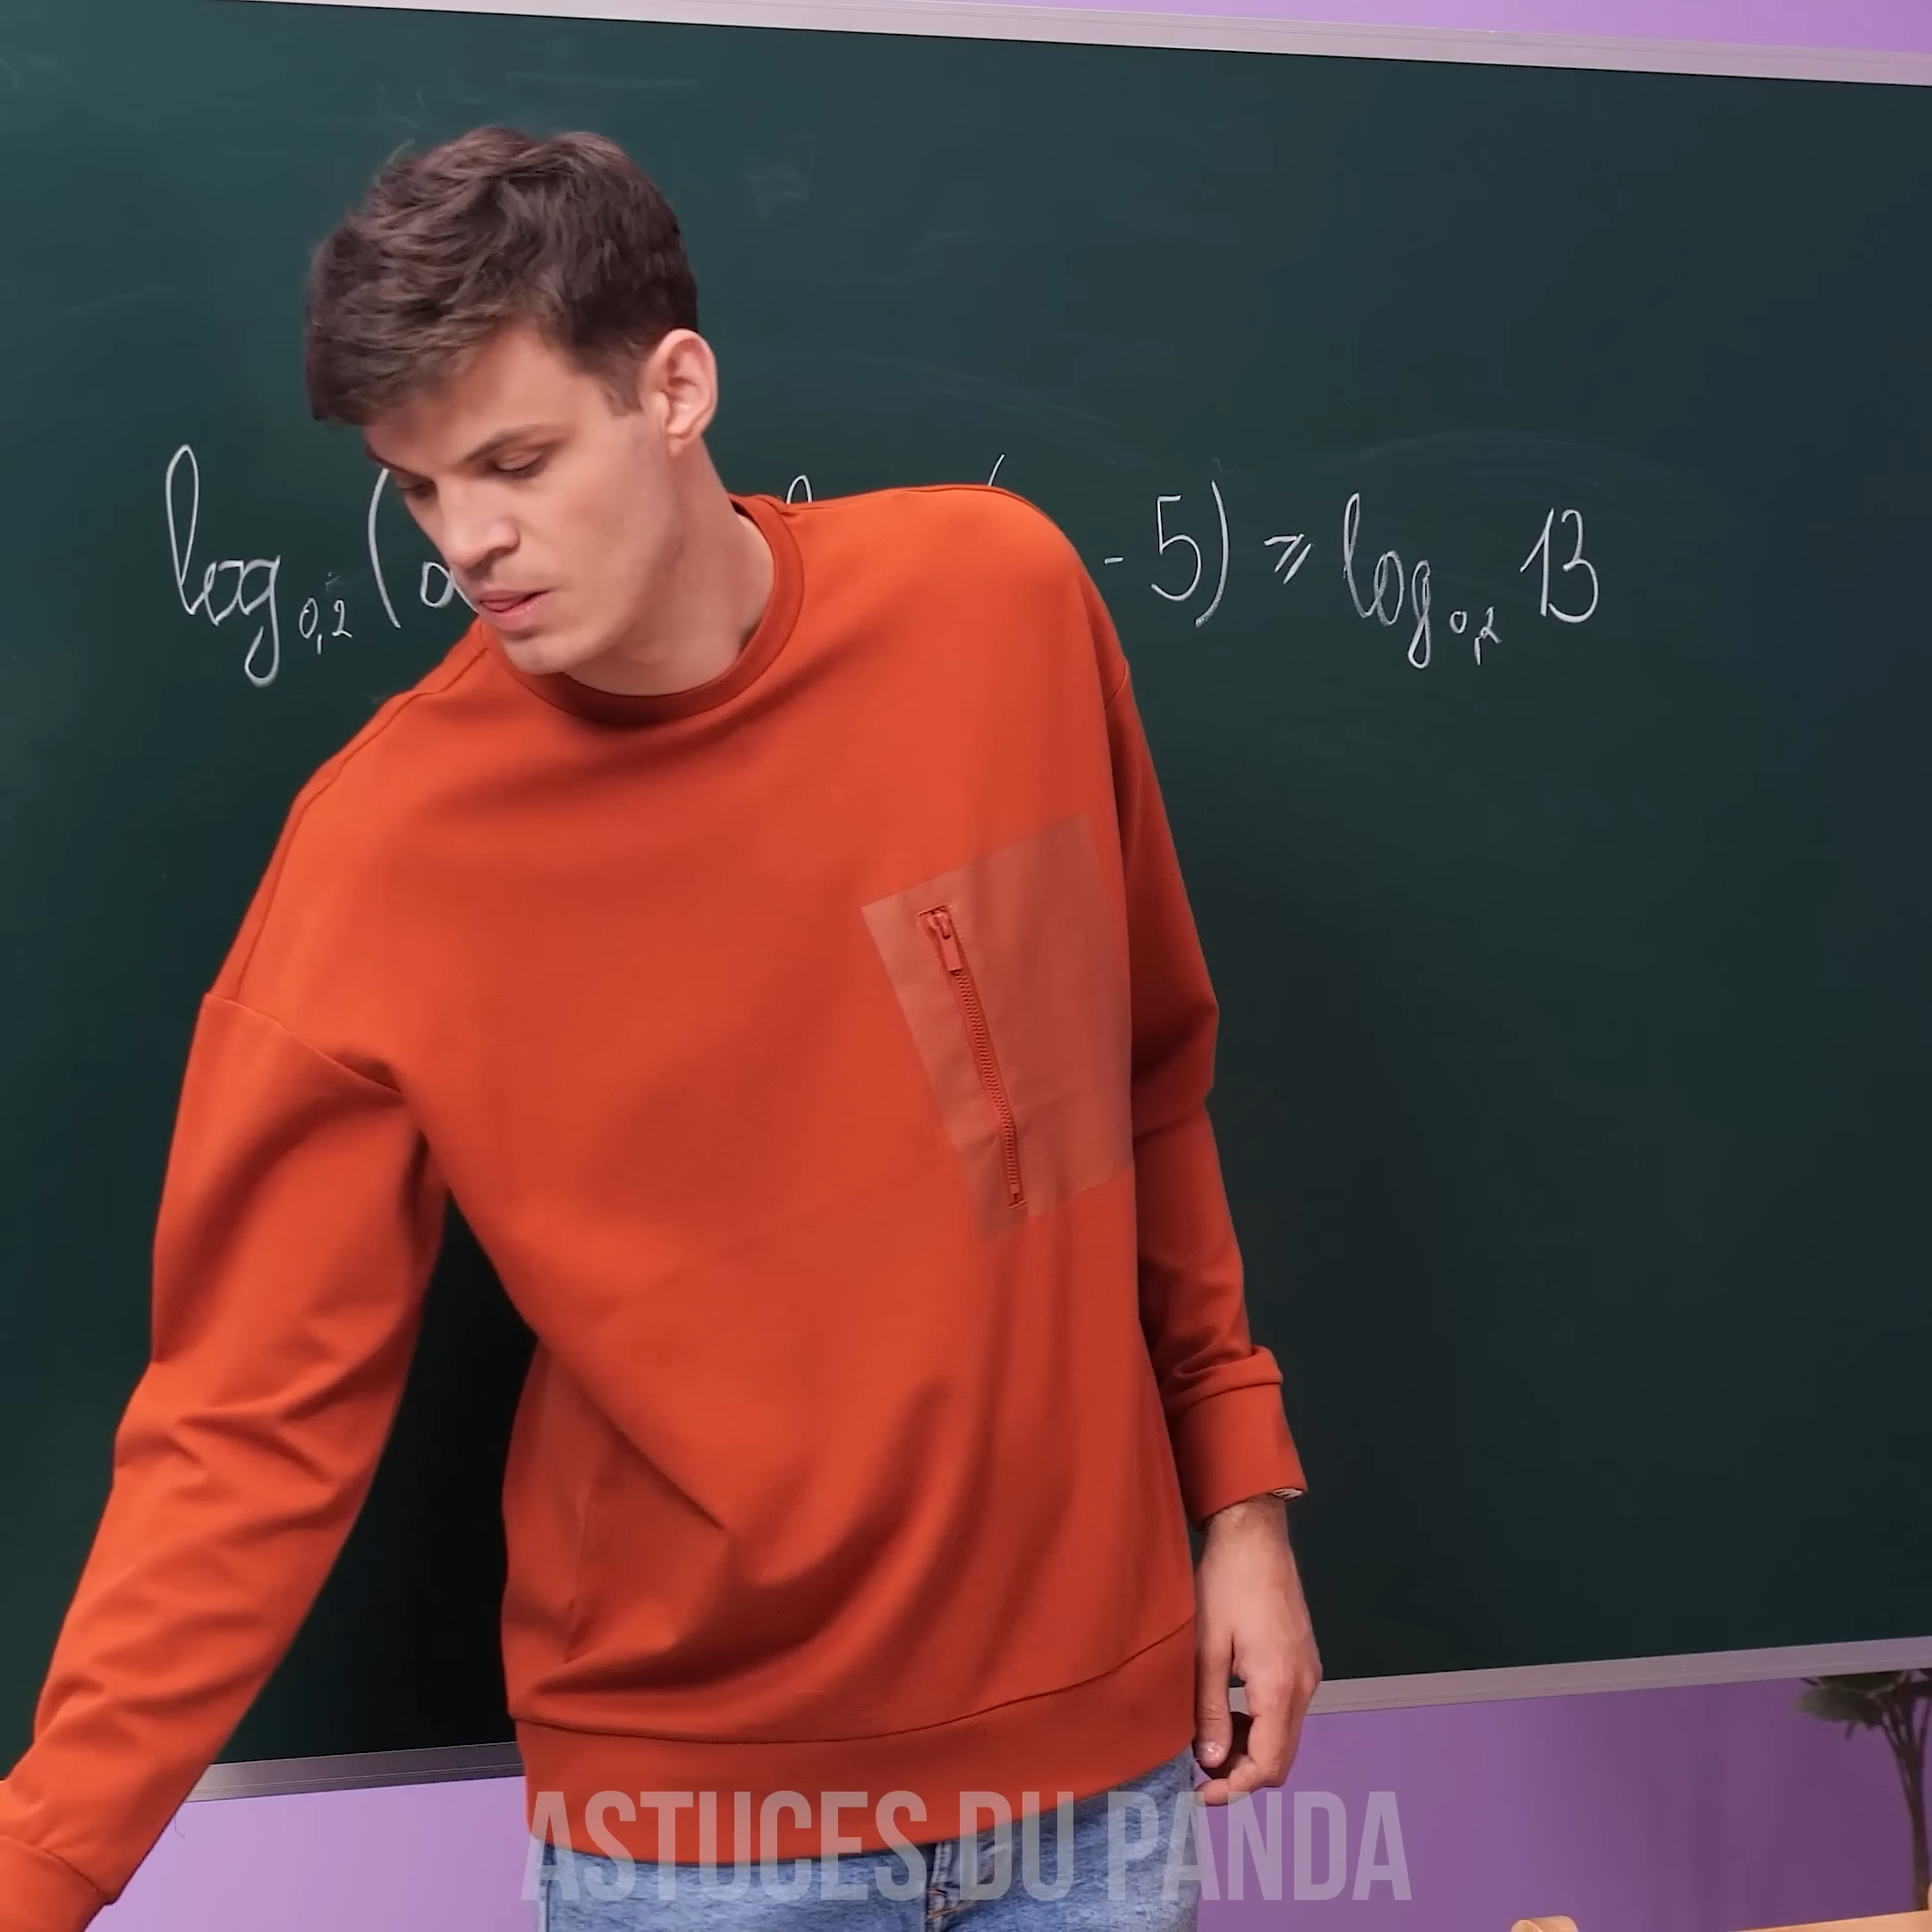 log₀,₂ ( - 5) ⩾ log₀,₂ 13
ASTUCES DU PANDA